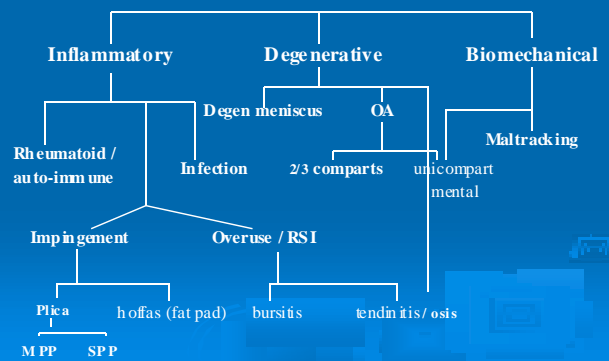 Inflammatory Degenerative Biomechanical
Degen meniscus OA
Maltracking
Rheumatoid /
auto-immune
Infection 2/3 comparts unicompart
mental
Impingement Overuse / RSI
Plica hoffas (fat pad) bursitis tendinitis / osis
MPP SPP